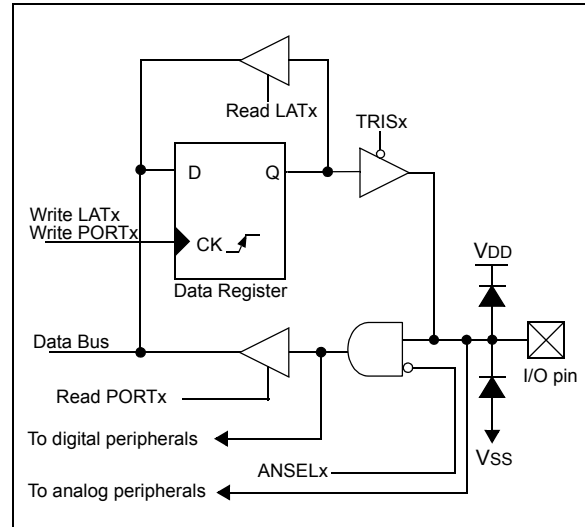 Read LATx
TRISx
D
Q
Write LATx
Write PORTx
CK
Data Register
VDD
Data Bus
I/O pin
Read PORTx
To digital peripherals
ANSELx
VSS
To analog peripherals